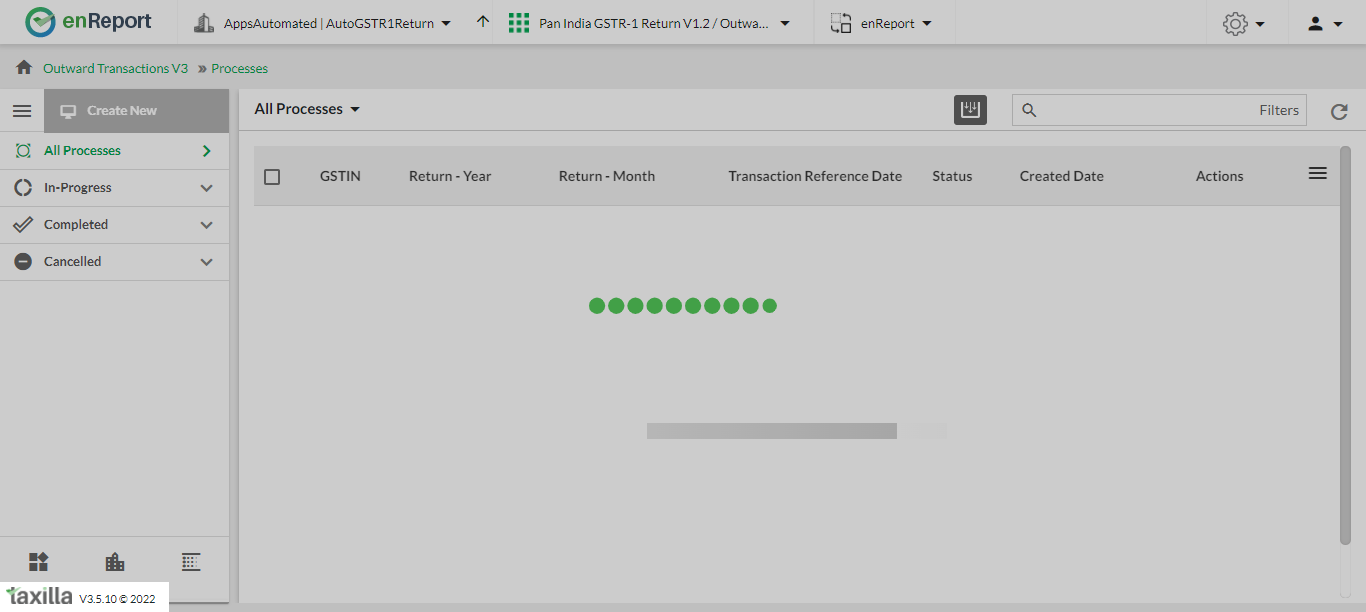 enReport AppsAutomated | AutoGSTR1Return Pan India GSTR-1 Return V1.2 / Outwa... enReport
Outward Transactions V3 » Processes
Create New All Processes Filters
All Processes
In-Progress
Completed
Cancelled
GSTIN Return - Year Return - Month Transaction Reference Date Status Created Date Actions
taxilla V3.5.10 © 2022